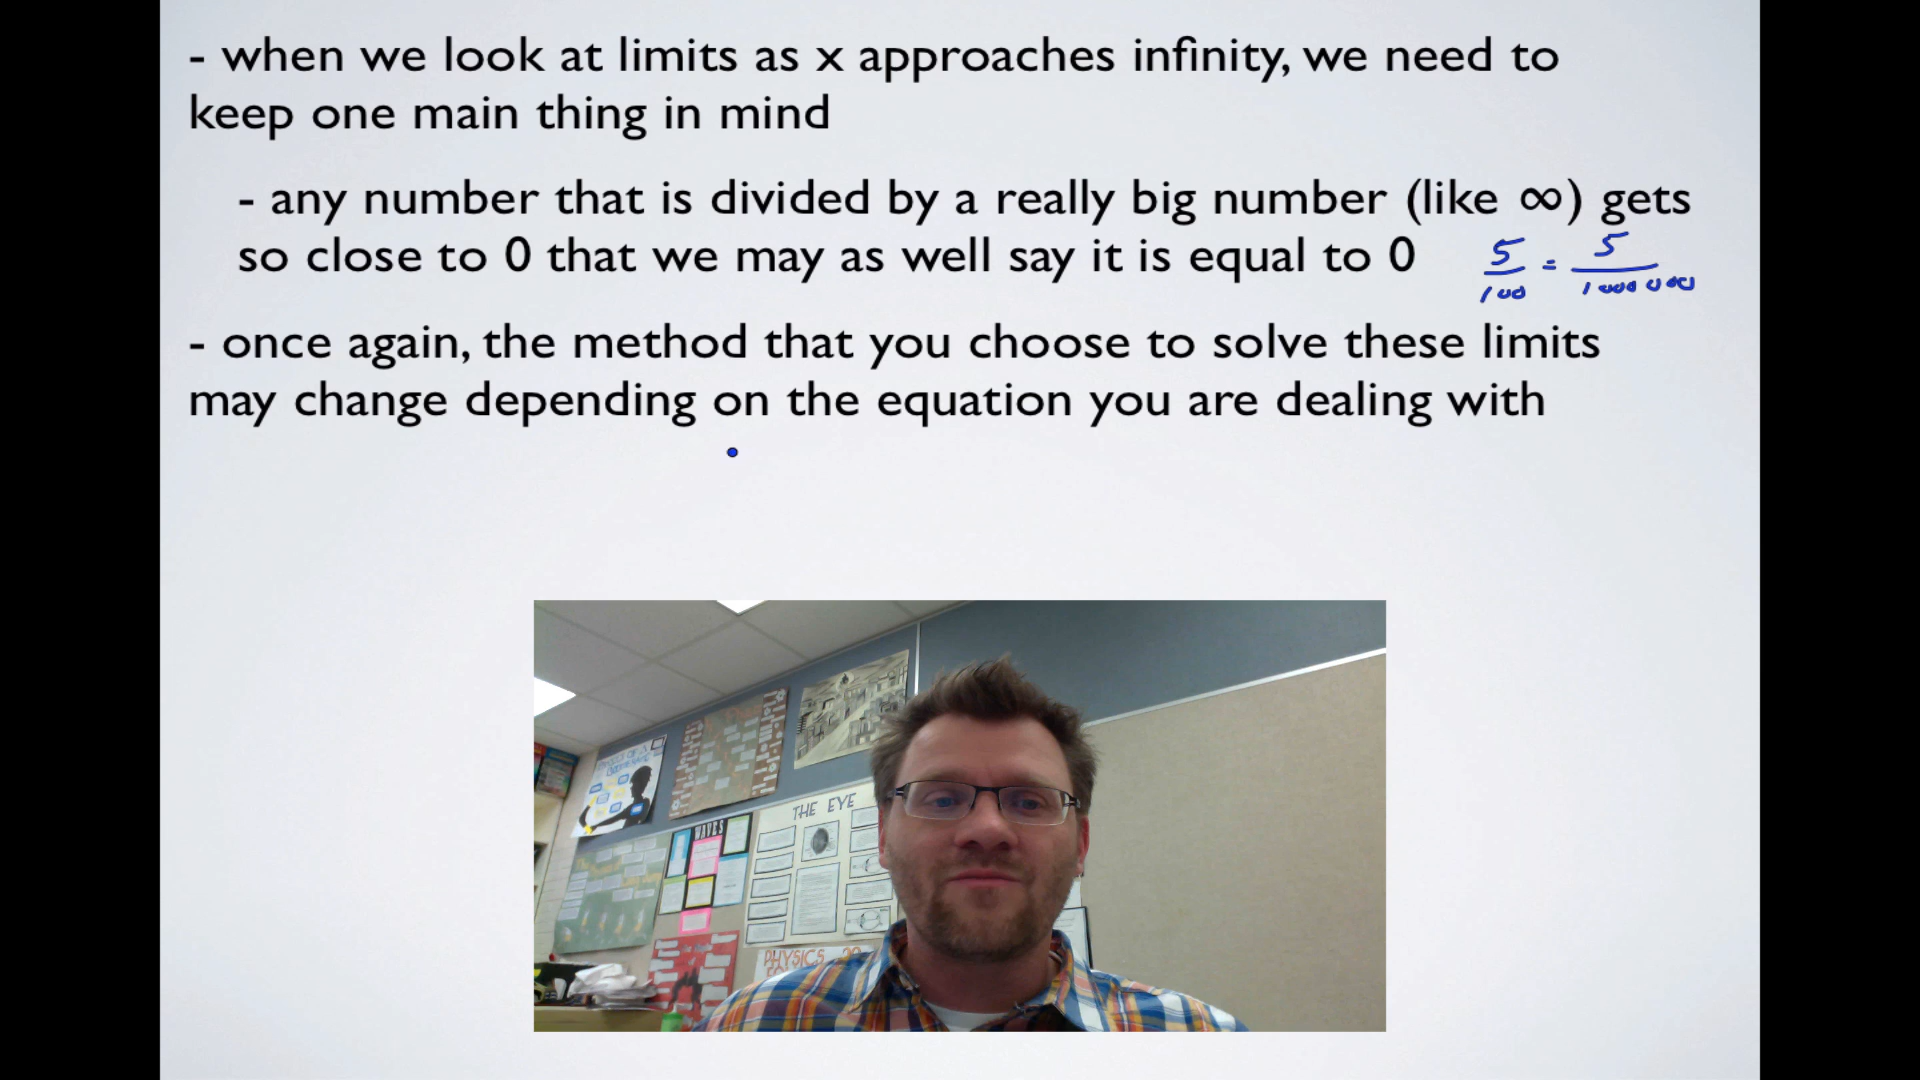 - when we look at limits as x approaches infinity, we need to
keep one main thing in mind
- any number that is divided by a really big number (like ∞) gets
so close to 0 that we may as well say it is equal to 0
5/100 = 5/1000000
- once again, the method that you choose to solve these limits
may change depending on the equation you are dealing with
THE EYE
WAVES
PHYSICS 20